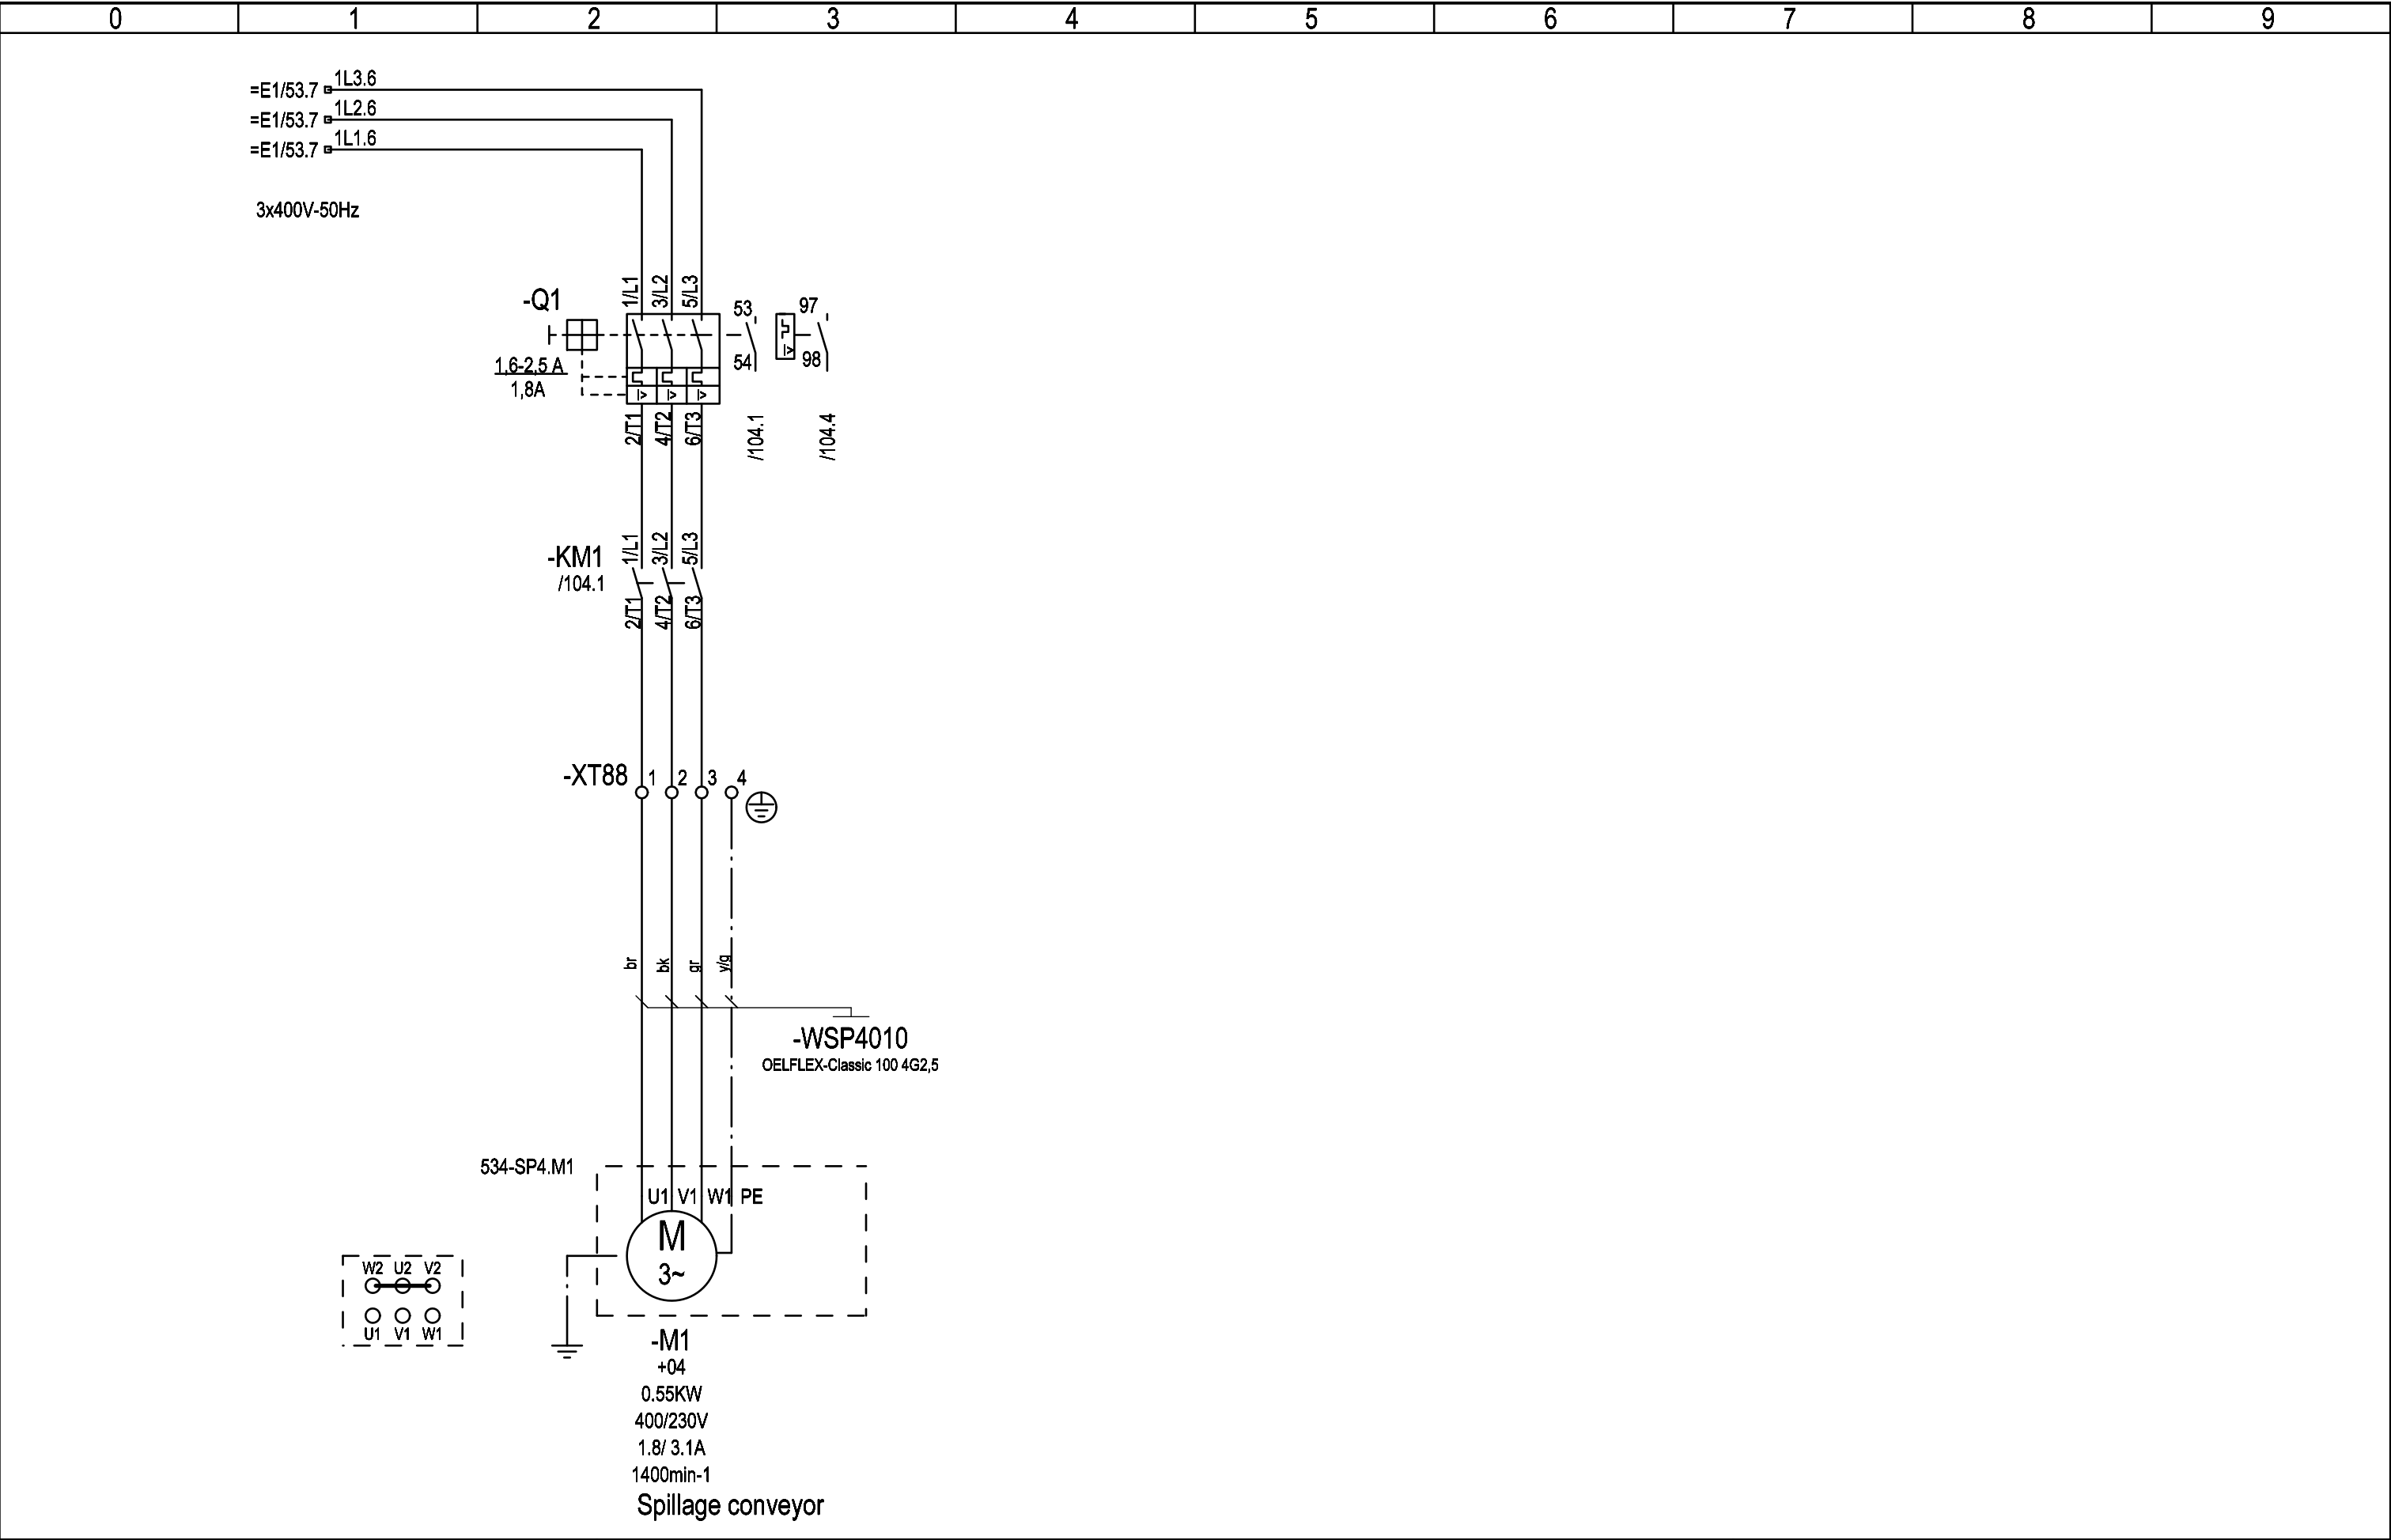 0 1 2 3 4 5 6 7 8 9
1L3.6
=E1/53.7
1L2.6
=E1/53.7
1L1.6
=E1/53.7
3x400V-50Hz
-Q1
1/L1 3/L2 5/L3
53 97
I>
54 98
1,6-2,5 A
1,8A
I> I> I>
2/T1 4/T2 6/T3
/104.1 /104.4
-KM1
/104.1
1/L1 3/L2 5/L3
2/T1 4/T2 6/T3
-XT88 1 2 3 4
br bk gr y/g
-WSP4010
OELFLEX-Classic 100 4G2,5
534-SP4.M1
U1 V1 W1 PE
M
3~
W2 U2 V2
U1 V1 W1
-M1
+04
0.55KW
400/230V
1.8/ 3.1A
1400min-1
Spillage conveyor